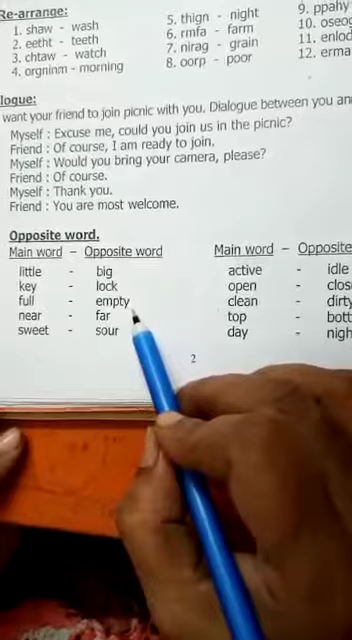 Re-arrange:
1. shaw - wash
2. eetht - teeth
3. chtaw - watch
4. orgninm - morning
5. thign - night
6. rmfa - farm
7. nirag - grain
8. oorp - poor
9. ppahy
10. oseog
11. enlod
12. erma
logue:
want your friend to join picnic with you. Dialogue between you an
Myself : Excuse me, could you join us in the picnic?
Friend : Of course, I am ready to join.
Myself : Would you bring your camera, please?
Friend : Of course.
Myself : Thank you.
Friend : You are most welcome.
Opposite word.
Main word - Opposite word
little - big
key - lock
full - empty
near - far
sweet - sour
Main word - Opposite
active - idle
open - clos
clean - dirty
top - bott
day - nigh
2